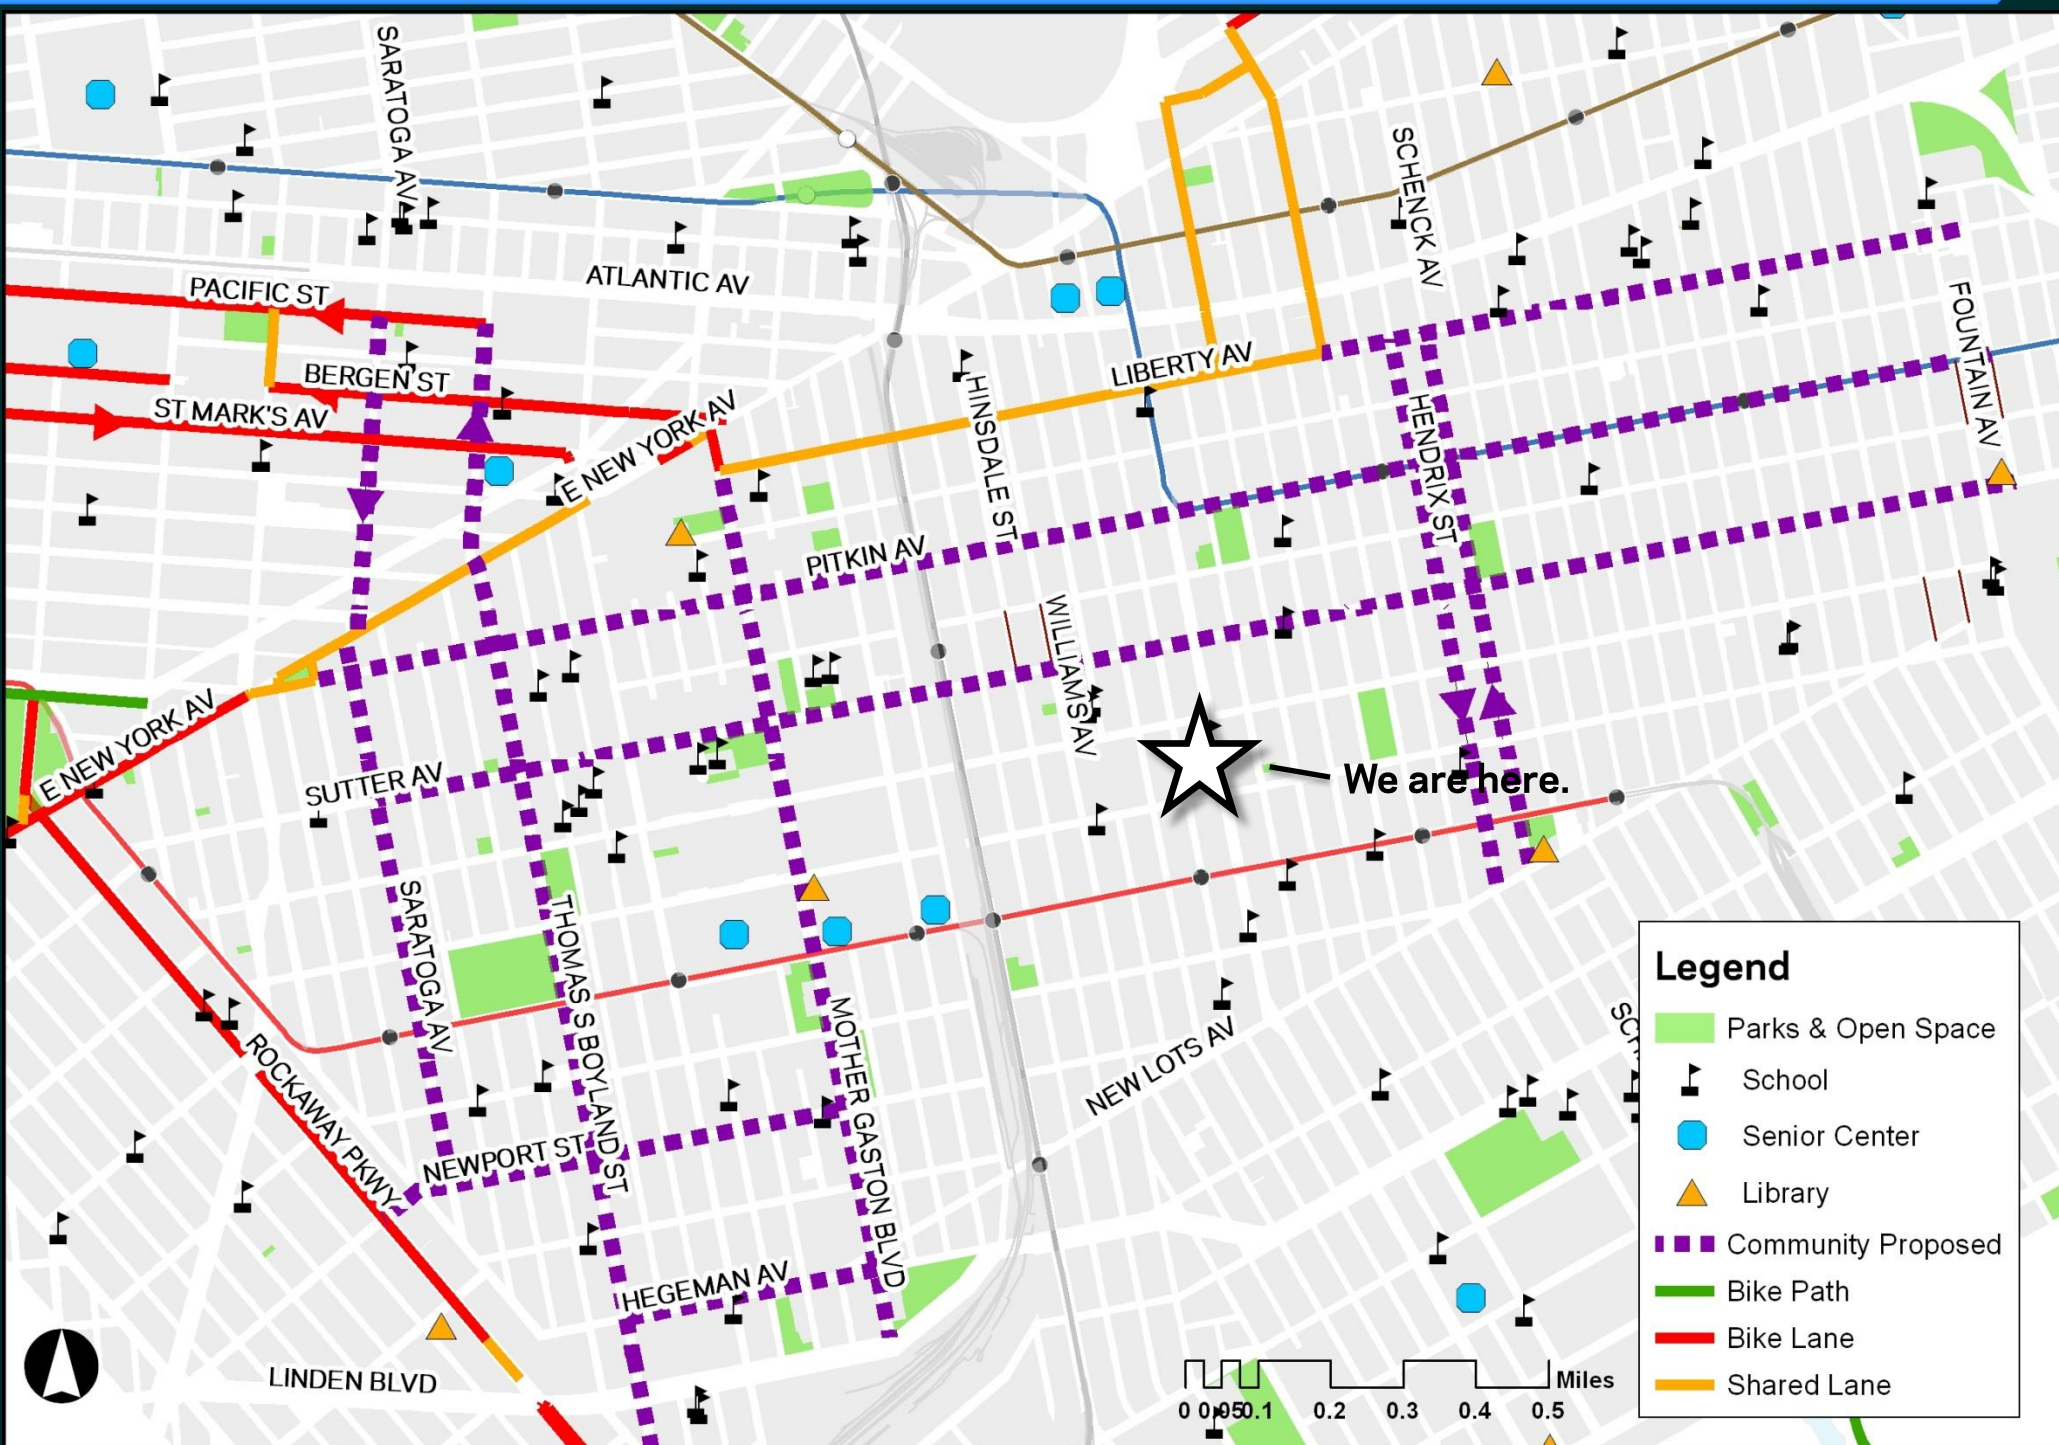 SARATOGA AV
SCHENCK AV
ATLANTIC AV
PACIFIC ST
FOUNTAIN AV
LIBERTY AV
BERGEN ST
ST MARK'S AV
E NEW YORK AV
HINSDALE ST
HENDRIX ST
PITKIN AV
WILLIAMS AV
E NEW YORK AV
SUTTER AV
We are here.
SARATOGA AV
THOMAS S BOYLAND ST
MOTHER GASTON BLVD
NEW LOTS AV
ROCKAWAY PKWY
NEWPORT ST
HEGEMAN AV
LINDEN BLVD
Legend
Parks & Open Space
School
Senior Center
Library
Community Proposed
Bike Path
Bike Lane
Shared Lane
Miles
0 0.05 0.1 0.2 0.3 0.4 0.5